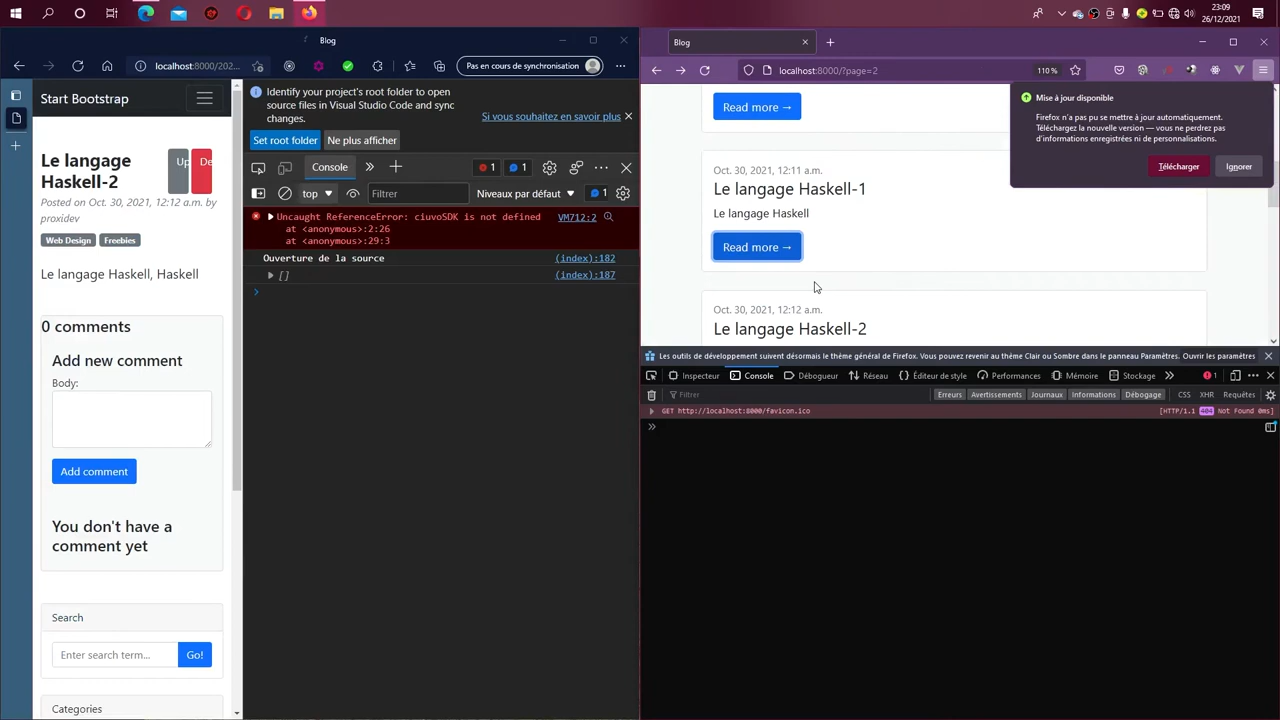 23:09
26/12/2021
Blog
localhost:8000/202...
Pas en cours de synchronisation
Start Bootstrap
Le langage
Haskell-2
Up
De
Posted on Oct. 30, 2021, 12:12 a.m. by
proxidev
Web Design
Freebies
Le langage Haskell, Haskell
0 comments
Add new comment
Body:
Add comment
You don't have a
comment yet
Search
Enter search term...
Go!
Categories
Identify your project's root folder to open
source files in Visual Studio Code and sync
changes.
Si vous souhaitez en savoir plus
Set root folder
Ne plus afficher
Console
1
1
top
Filtrer
Niveaux par défaut
1
Uncaught ReferenceError: ciuvoSDK is not defined
VM712:2
at <anonymous>:2:26
at <anonymous>:29:3
Ouverture de la source
(index):182
[]
(index):187
Blog
localhost:8000/?page=2
110 %
Mise à jour disponible
Firefox n'a pas pu se mettre à jour automatiquement.
Téléchargez la nouvelle version — vous ne perdrez pas
d'informations enregistrées ni de personnalisations.
Télécharger
Ignorer
Read more →
Oct. 30, 2021, 12:11 a.m.
Le langage Haskell-1
Le langage Haskell
Read more →
Oct. 30, 2021, 12:12 a.m.
Le langage Haskell-2
Les outils de développement suivent désormais le thème général de Firefox. Vous pouvez revenir au thème Clair ou Sombre dans le panneau Paramètres.
Ouvrir les paramètres
Inspecteur
Console
Débogueur
Réseau
Éditeur de style
Performances
Mémoire
Stockage
1
Filtrer
Erreurs
Avertissements
Journaux
Informations
Débogage
CSS
XHR
Requêtes
GET http://localhost:8000/favicon.ico
[HTTP/1.1 404 Not Found 0ms]